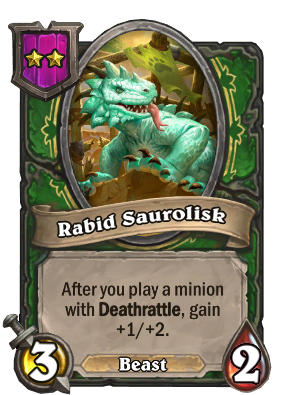 Rabid Saurolisk
After you play a minion
with Deathrattle, gain
+1/+2.
3
Beast
2